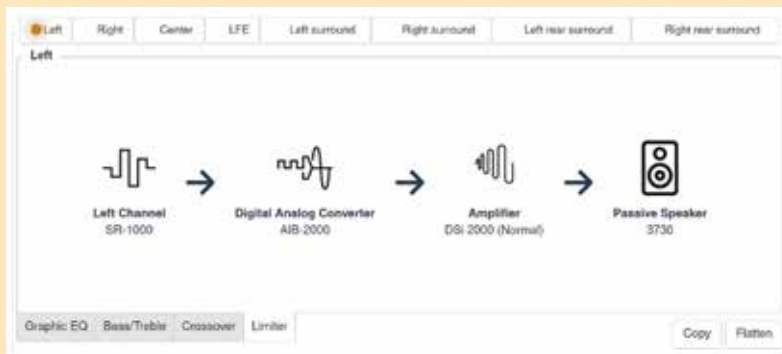 Left Right Center LFE Left surround Right surround Left rear surround Right rear surround
Left
Left Channel Digital Analog Converter Amplifier Passive Speaker
SR-1000 AIB-2000 DSi 2000 (Normal) 3730
Graphic EQ Bass/Treble Crossover Limiter
Copy Flatten